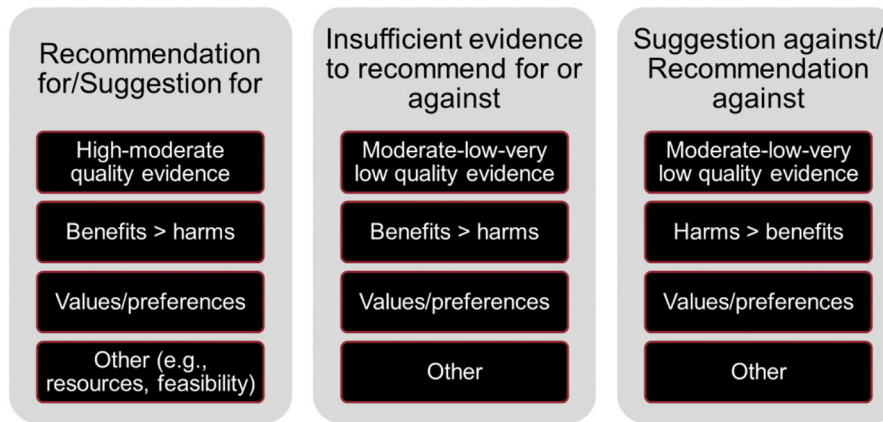 Recommendation
for/Suggestion for
High-moderate
quality evidence
Benefits > harms
Values/preferences
Other (e.g.,
resources, feasibility)
Insufficient evidence
to recommend for or
against
Moderate-low-very
low quality evidence
Benefits > harms
Values/preferences
Other
Suggestion against/
Recommendation
against
Moderate-low-very
low quality evidence
Harms > benefits
Values/preferences
Other